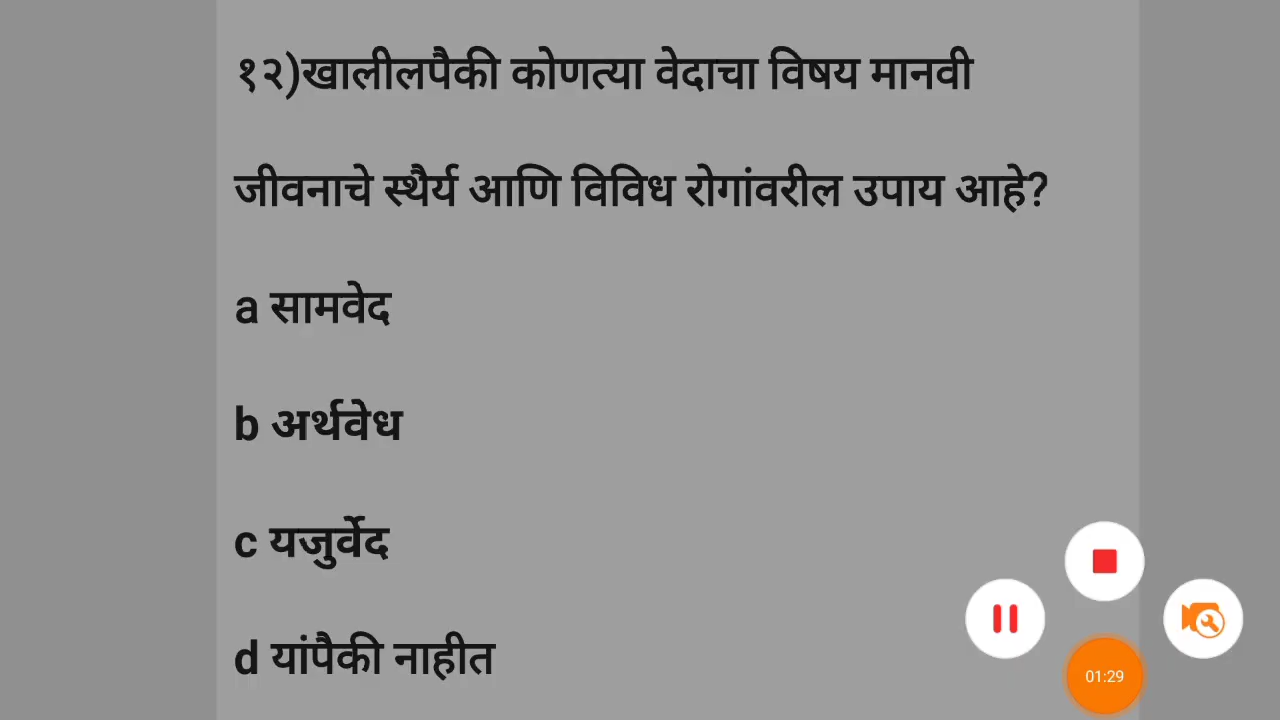 १२)खालीलपैकी कोणत्या वेदाचा विषय मानवी
जीवनाचे स्थैर्य आणि विविध रोगांवरील उपाय आहे?
a सामवेद
b अर्थवेध
c यजुर्वेद
d यांपैकी नाहीत
01:29